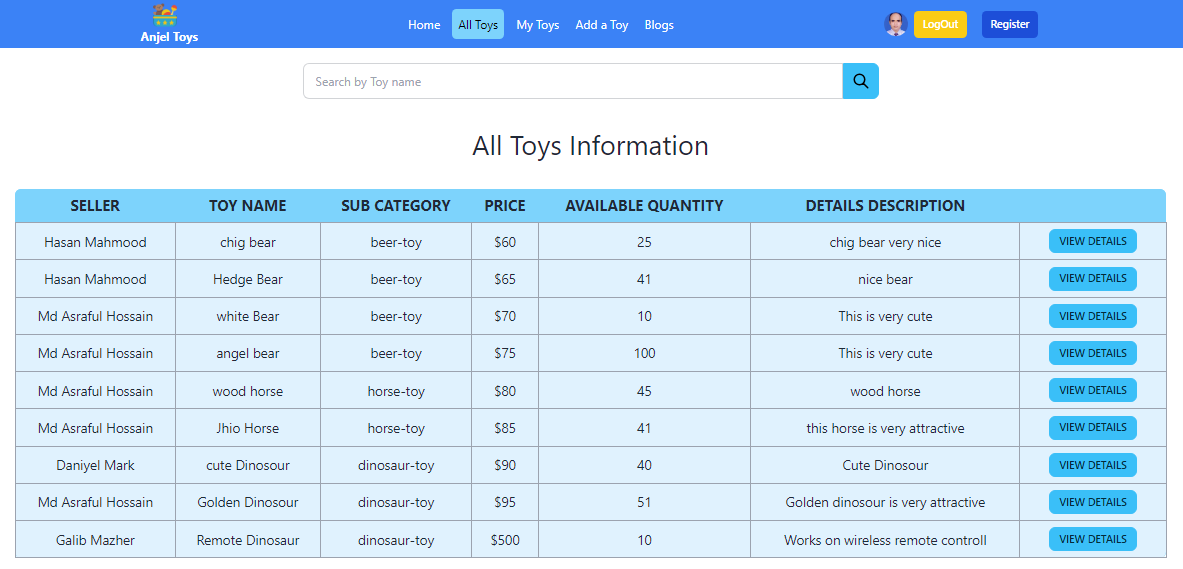 Anjel Toys
Home All Toys My Toys Add a Toy Blogs LogOut Register
Search by Toy name
All Toys Information
SELLER TOY NAME SUB CATEGORY PRICE AVAILABLE QUANTITY DETAILS DESCRIPTION
Hasan Mahmood chig bear beer-toy $60 25 chig bear very nice VIEW DETAILS
Hasan Mahmood Hedge Bear beer-toy $65 41 nice bear VIEW DETAILS
Md Asraful Hossain white Bear beer-toy $70 10 This is very cute VIEW DETAILS
Md Asraful Hossain angel bear beer-toy $75 100 This is very cute VIEW DETAILS
Md Asraful Hossain wood horse horse-toy $80 45 wood horse VIEW DETAILS
Md Asraful Hossain Jhio Horse horse-toy $85 41 this horse is very attractive VIEW DETAILS
Daniyel Mark cute Dinosour dinosaur-toy $90 40 Cute Dinosour VIEW DETAILS
Md Asraful Hossain Golden Dinosour dinosaur-toy $95 51 Golden dinosour is very attractive VIEW DETAILS
Galib Mazher Remote Dinosaur dinosaur-toy $500 10 Works on wireless remote controll VIEW DETAILS